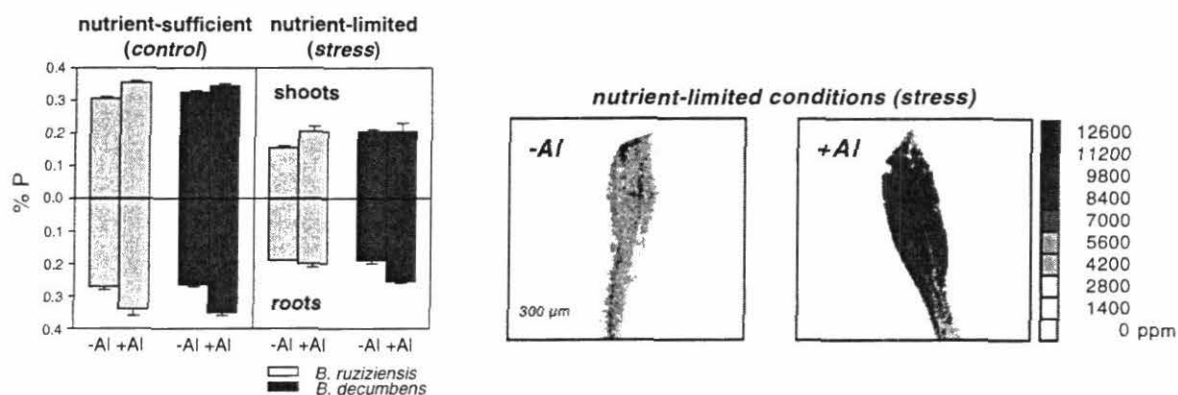 nutrient-sufficient
(control)
nutrient-limited
(stress)
0.4
0.3
0.2
0.1
0.0
0.1
0.2
0.3
0.4
% P
shoots
roots
-Al +Al -Al +Al -Al +Al -Al +Al
B. ruziziensis
B. decumbens
nutrient-limited conditions (stress)
-Al
300 µm
+Al
12600
11200
9800
8400
7000
5600
4200
2800
1400
0 ppm